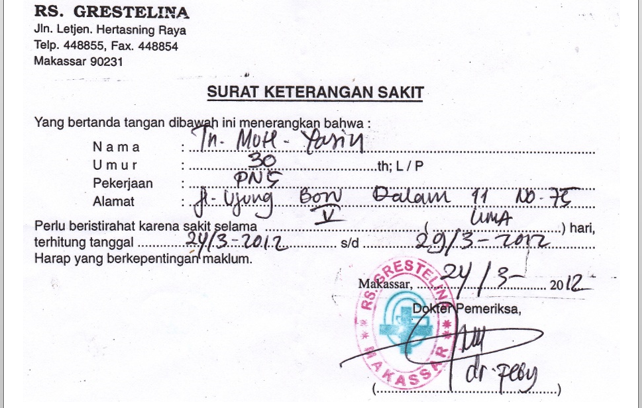 RS. GRESTELINA
Jln. Letjen. Hertasning Raya
Telp. 448855, Fax. 448854
Makassar 90231
SURAT KETERANGAN SAKIT
Yang bertanda tangan dibawah ini menerangkan bahwa :
N a m a : Tn. Moh. Yasin
U m u r : 30 th; L / P
Pekerjaan : PNS
Alamat : Jl. Ujung Bori Dalam 11 No. 75
Perlu beristirahat karena sakit selama V ( LIMA ) hari,
terhitung tanggal 24/3-2012 s/d 29/3-2012
Harap yang berkepentingan maklum.
Makassar, 24/3- 2012
Dokter Pemeriksa,
RS. GRESTELINA
MAKASSAR
dr. Feby
( )